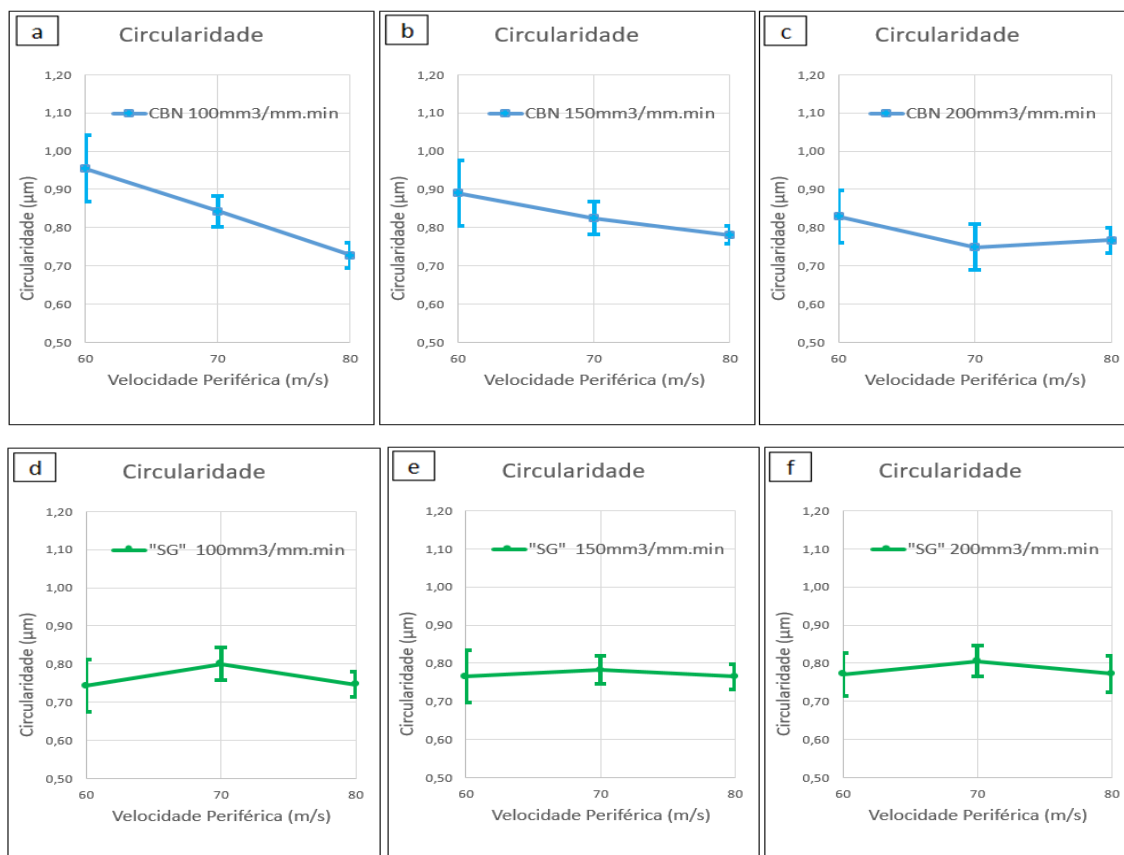 a
Circularidade
1,20
1,10
1,00
0,90
0,80
0,70
0,60
0,50
CBN 100mm3/mm.min
Circularidade (µm)
60 70 80
Velocidade Periférica (m/s)
b
Circularidade
1,20
1,10
1,00
0,90
0,80
0,70
0,60
0,50
CBN 150mm3/mm.min
Circularidade (µm)
60 70 80
Velocidade Periférica (m/s)
c
Circularidade
1,20
1,10
1,00
0,90
0,80
0,70
0,60
0,50
CBN 200mm3/mm.min
Circularidade (µm)
60 70 80
Velocidade Periférica (m/s)
d
Circularidade
1,20
1,10
1,00
0,90
0,80
0,70
0,60
0,50
"SG" 100mm3/mm.min
Circularidade (µm)
60 70 80
Velocidade Periférica (m/s)
e
Circularidade
1,20
1,10
1,00
0,90
0,80
0,70
0,60
0,50
"SG" 150mm3/mm.min
Circularidade (µm)
60 70 80
Velocidade Periférica (m/s)
f
Circularidade
1,20
1,10
1,00
0,90
0,80
0,70
0,60
0,50
"SG" 200mm3/mm.min
Circularidade (µm)
60 70 80
Velocidade Periférica (m/s)